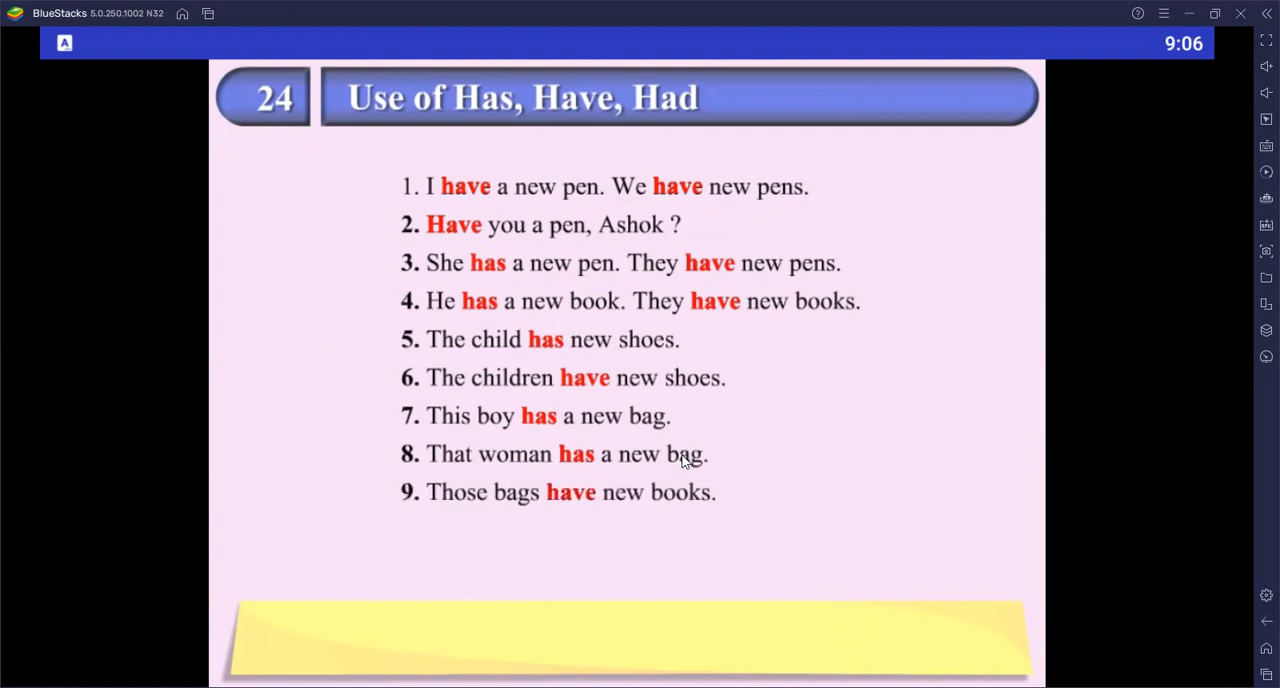 BlueStacks 5.0.250.1002 N32
A
9:06
24 Use of Has, Have, Had
1. I have a new pen. We have new pens.
2. Have you a pen, Ashok ?
3. She has a new pen. They have new pens.
4. He has a new book. They have new books.
5. The child has new shoes.
6. The children have new shoes.
7. This boy has a new bag.
8. That woman has a new bag.
9. Those bags have new books.